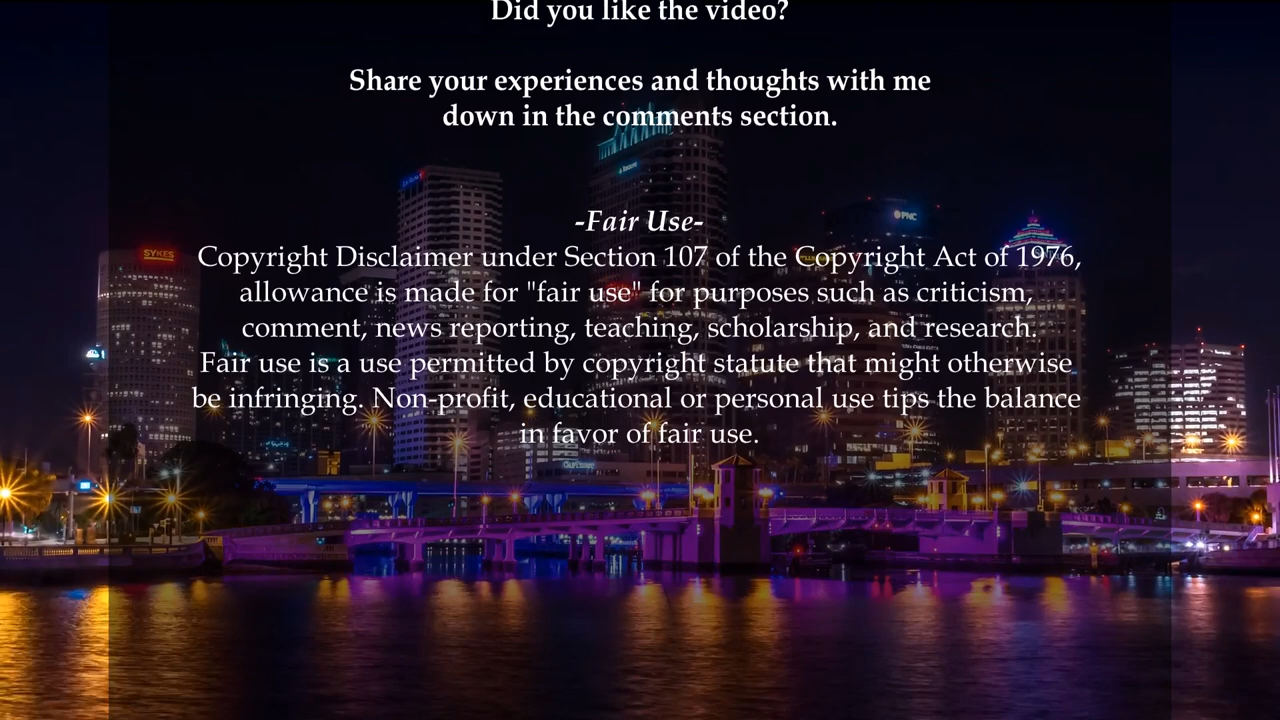 Did you like the video?
Share your experiences and thoughts with me
down in the comments section.
-Fair Use-
Copyright Disclaimer under Section 107 of the Copyright Act of 1976,
allowance is made for "fair use" for purposes such as criticism,
comment, news reporting, teaching, scholarship, and research.
Fair use is a use permitted by copyright statute that might otherwise
be infringing. Non-profit, educational or personal use tips the balance
in favor of fair use.
SYKES
PNC